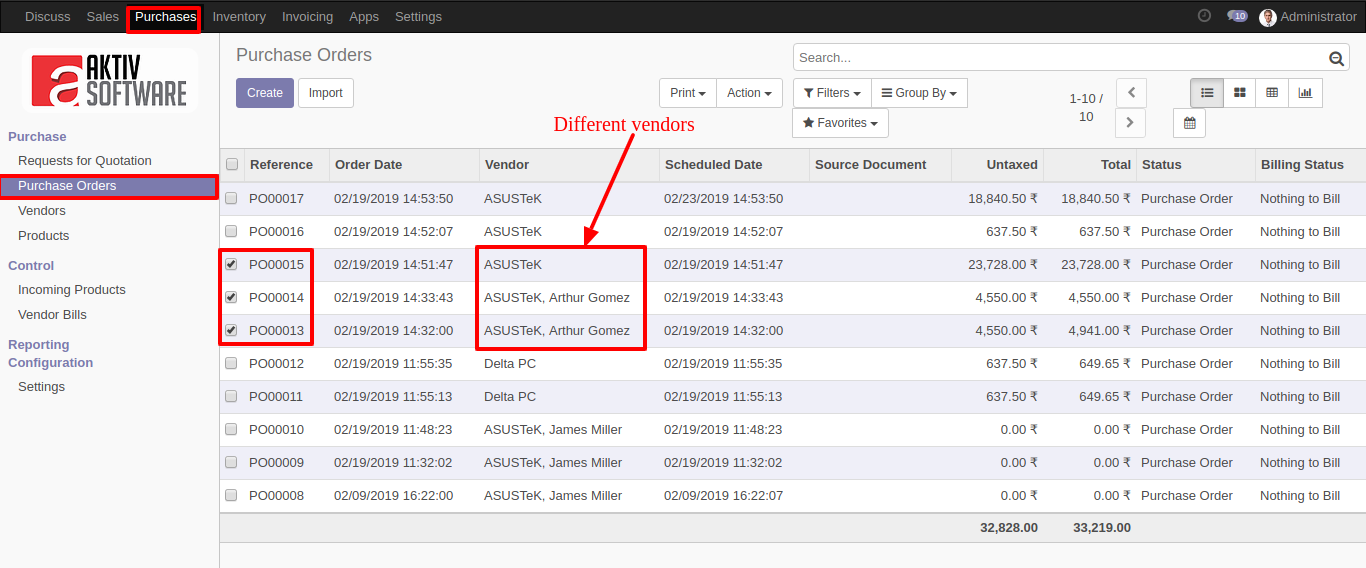 Discuss Sales Purchases Inventory Invoicing Apps Settings 10 Administrator
a AKTIV SOFTWARE
Purchase
Requests for Quotation
Purchase Orders
Vendors
Products
Control
Incoming Products
Vendor Bills
Reporting
Configuration
Settings
Purchase Orders
Search...
Create Import
Print Action Filters Group By Favorites
1-10 / 10
Different vendors
Reference Order Date Vendor Scheduled Date Source Document Untaxed Total Status Billing Status
PO00017 02/19/2019 14:53:50 ASUSTeK 02/23/2019 14:53:50 18,840.50 ₹ 18,840.50 ₹ Purchase Order Nothing to Bill
PO00016 02/19/2019 14:52:07 ASUSTeK 02/19/2019 14:52:07 637.50 ₹ 637.50 ₹ Purchase Order Nothing to Bill
PO00015 02/19/2019 14:51:47 ASUSTeK 02/19/2019 14:51:47 23,728.00 ₹ 23,728.00 ₹ Purchase Order Nothing to Bill
PO00014 02/19/2019 14:33:43 ASUSTeK, Arthur Gomez 02/19/2019 14:33:43 4,550.00 ₹ 4,550.00 ₹ Purchase Order Nothing to Bill
PO00013 02/19/2019 14:32:00 ASUSTeK, Arthur Gomez 02/19/2019 14:32:00 4,550.00 ₹ 4,941.00 ₹ Purchase Order Nothing to Bill
PO00012 02/19/2019 11:55:35 Delta PC 02/19/2019 11:55:35 637.50 ₹ 649.65 ₹ Purchase Order Nothing to Bill
PO00011 02/19/2019 11:55:13 Delta PC 02/19/2019 11:55:13 637.50 ₹ 649.65 ₹ Purchase Order Nothing to Bill
PO00010 02/19/2019 11:48:23 ASUSTeK, James Miller 02/19/2019 11:48:23 0.00 ₹ 0.00 ₹ Purchase Order Nothing to Bill
PO00009 02/19/2019 11:32:02 ASUSTeK, James Miller 02/19/2019 11:32:02 0.00 ₹ 0.00 ₹ Purchase Order Nothing to Bill
PO00008 02/09/2019 16:22:00 ASUSTeK, James Miller 02/09/2019 16:22:07 0.00 ₹ 0.00 ₹ Purchase Order Nothing to Bill
32,828.00 33,219.00